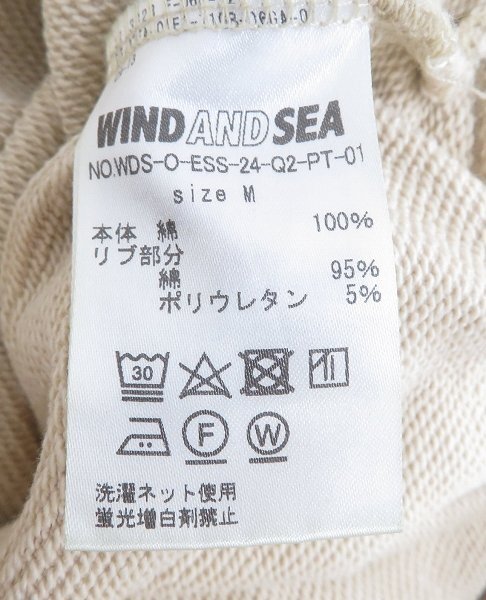 WIND AND SEA
NO.WDS-O-ESS-24-Q2-PT-01
size M
本体 綿 100%
リブ部分
綿 95%
ポリウレタン 5%
30
F W
洗濯ネット使用
蛍光増白剤禁止